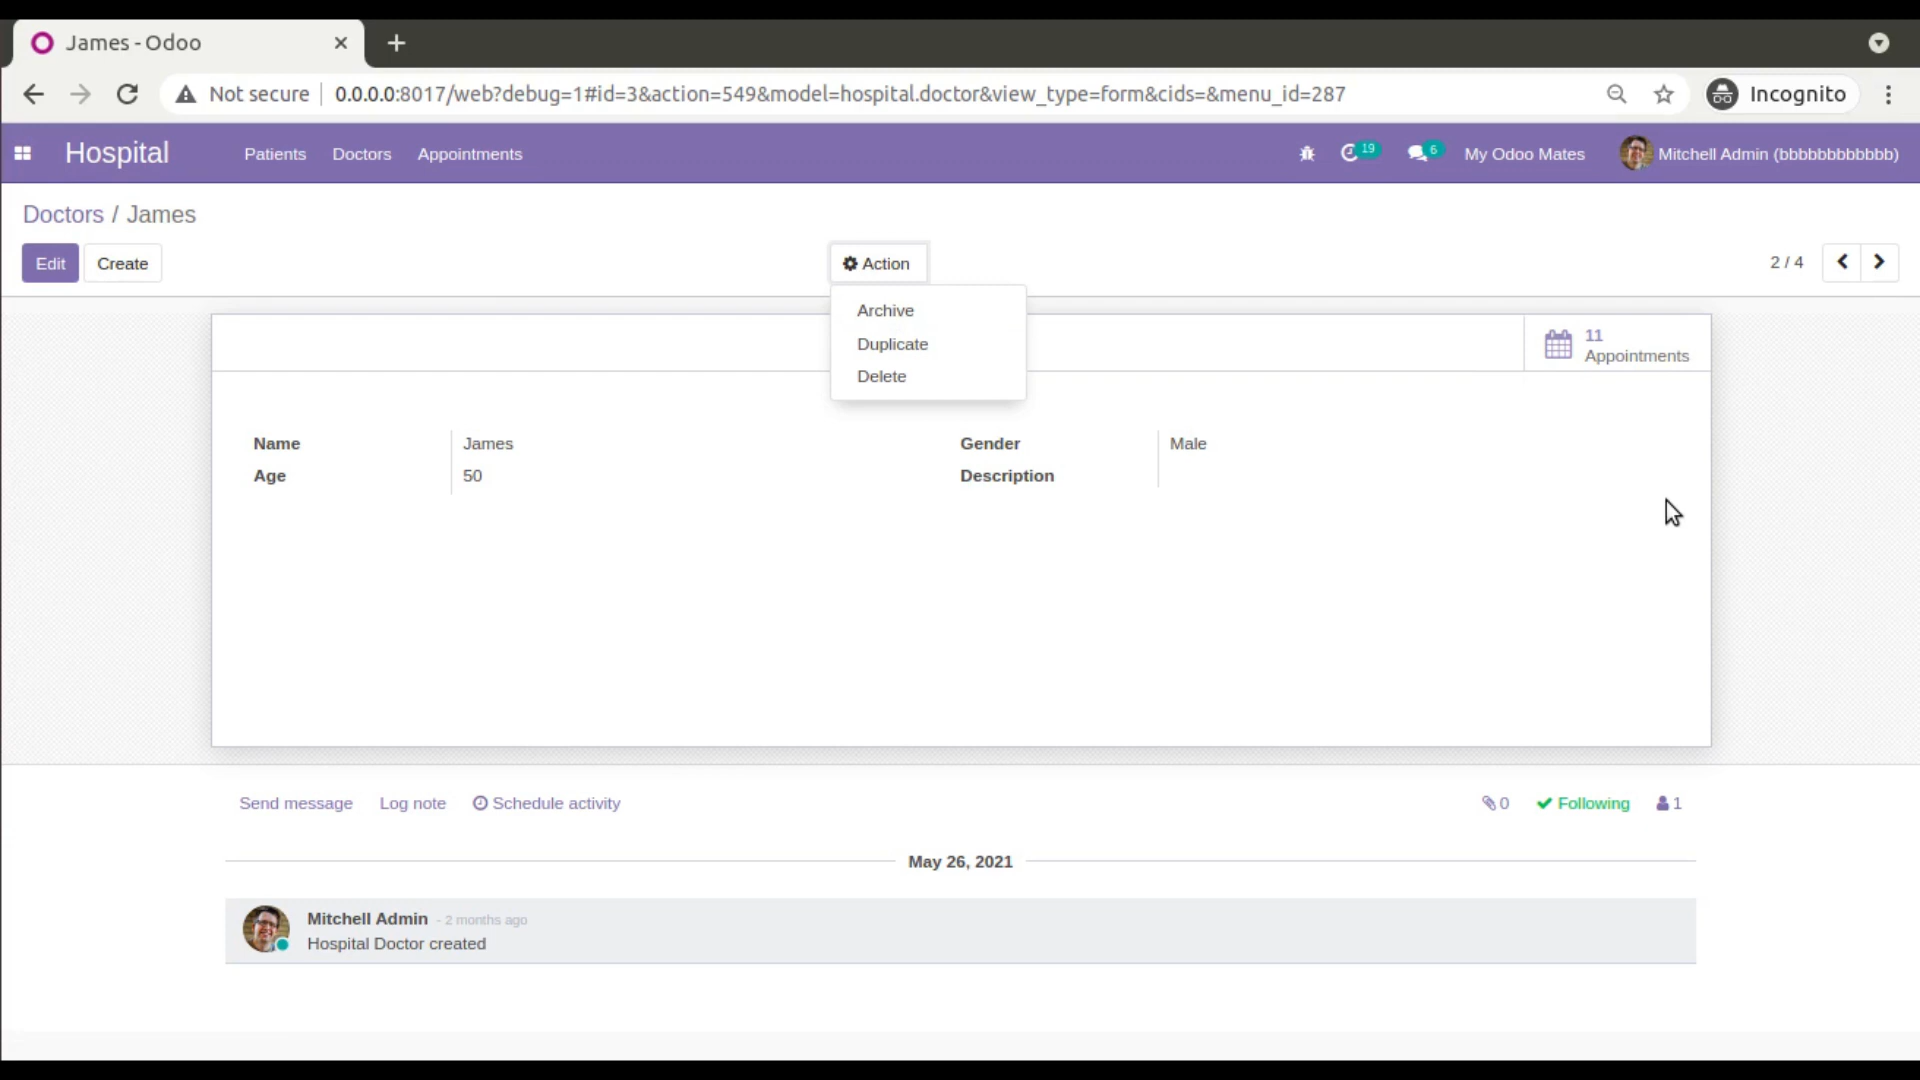 James - Odoo
Not secure 0.0.0.0:8017/web?debug=1#id=3&action=549&model=hospital.doctor&view_type=form&cids=&menu_id=287 Incognito
Hospital Patients Doctors Appointments 19 6 My Odoo Mates Mitchell Admin (bbbbbbbbbbbb)
Doctors / James
Edit Create Action 2 / 4
Archive
Duplicate
Delete
11
Appointments
Name James Gender Male
Age 50 Description
Send message Log note Schedule activity 0 Following 1
May 26, 2021
Mitchell Admin - 2 months ago
Hospital Doctor created